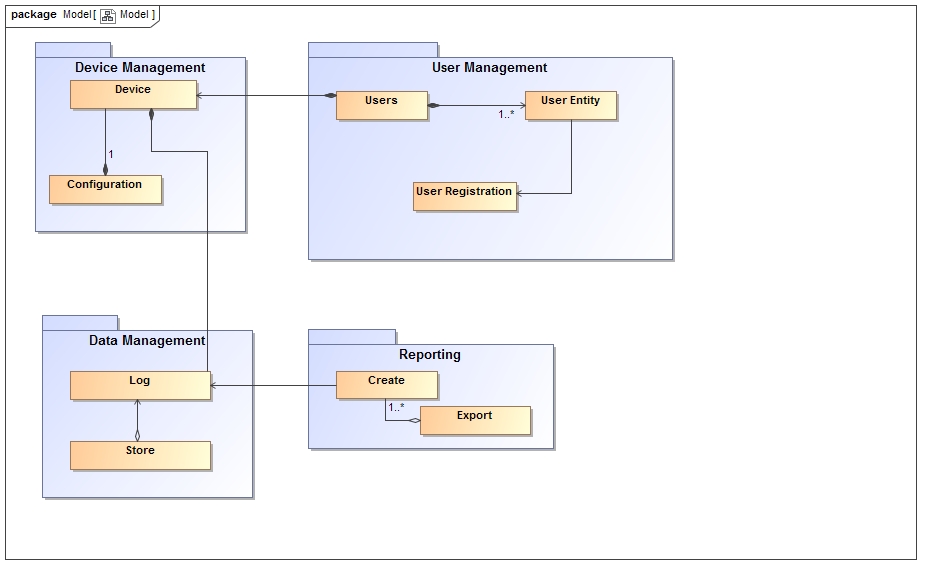 package Model [ Model ]
Device Management
Device
1
Configuration
User Management
Users
1..*
User Entity
User Registration
Data Management
Log
Store
Reporting
Create
1..*
Export